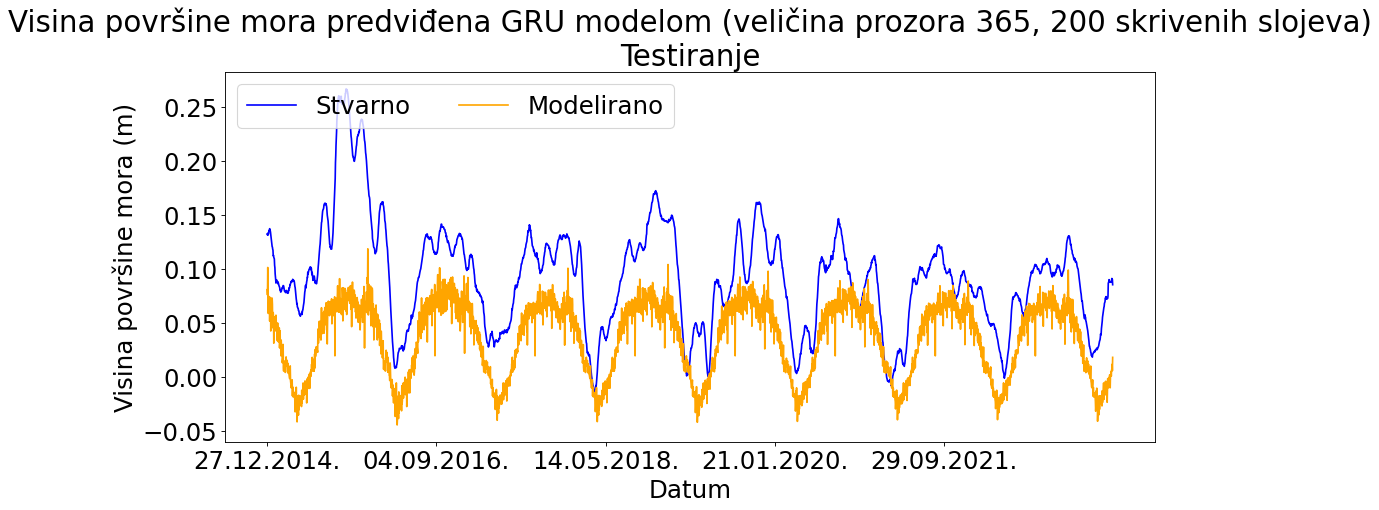 Visina površine mora predviđena GRU modelom (veličina prozora 365, 200 skrivenih slojeva)
Testiranje
Stvarno
Modelirano
Visina površine mora (m)
0.25
0.20
0.15
0.10
0.05
0.00
−0.05
27.12.2014.
04.09.2016.
14.05.2018.
21.01.2020.
29.09.2021.
Datum